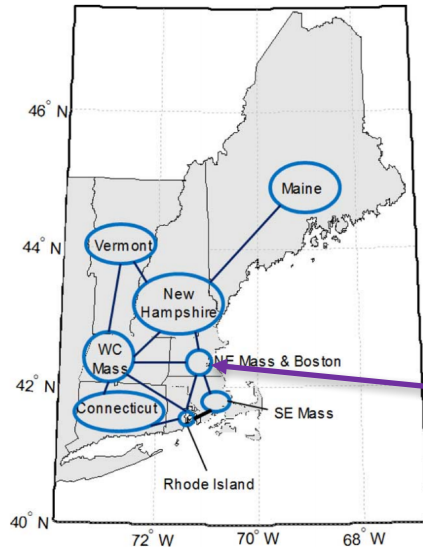 46° N
Maine
Vermont
44° N
New
Hampshire
WC
Mass
NE Mass & Boston
42° N
Connecticut
SE Mass
Rhode Island
40° N
72° W
70° W
68° W